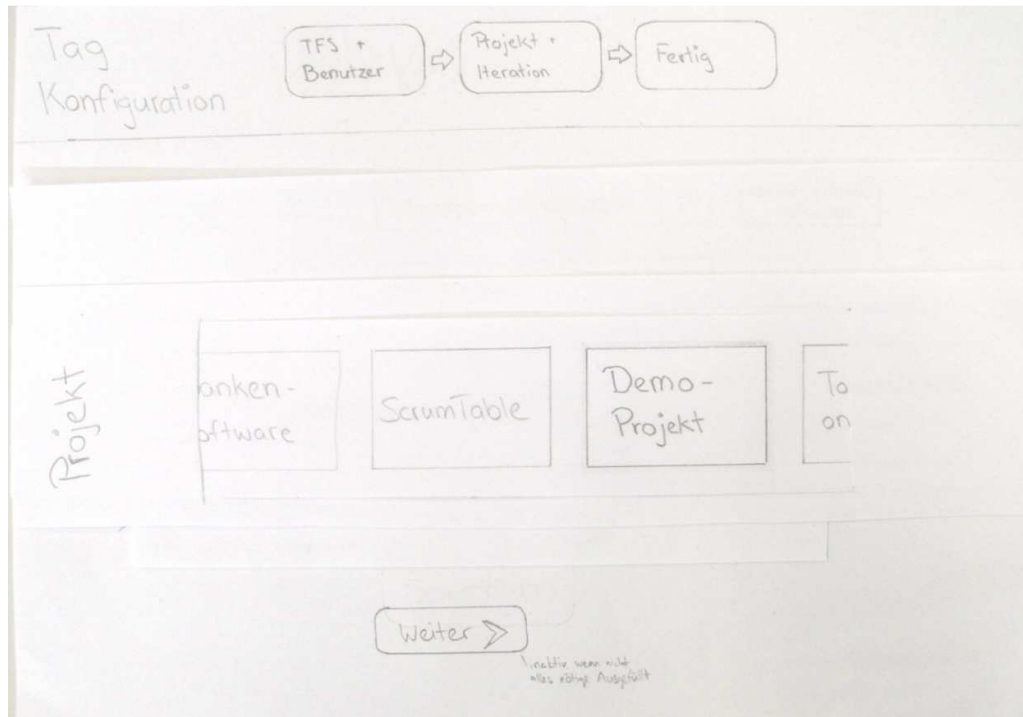 Tag
Konfiguration
TFS +
Benutzer
Projekt +
Iteration
Fertig
Projekt
anken-
oftware
ScrumTable
Demo-
Projekt
To
on
Weiter
inaktiv wenn nicht
alles nötige Ausgefüllt